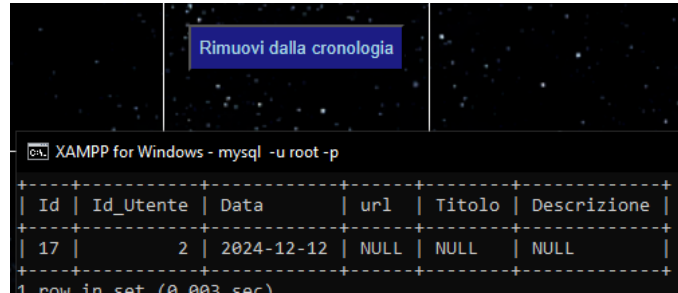 Rimuovi dalla cronologia
XAMPP for Windows - mysql -u root -p
+----+-----------+------------+------+--------+-------------+
| Id | Id_Utente | Data       | url  | Titolo | Descrizione |
+----+-----------+------------+------+--------+-------------+
| 17 |         2 | 2024-12-12 | NULL | NULL   | NULL        |
+----+-----------+------------+------+--------+-------------+
1 row in set (0.003 sec)